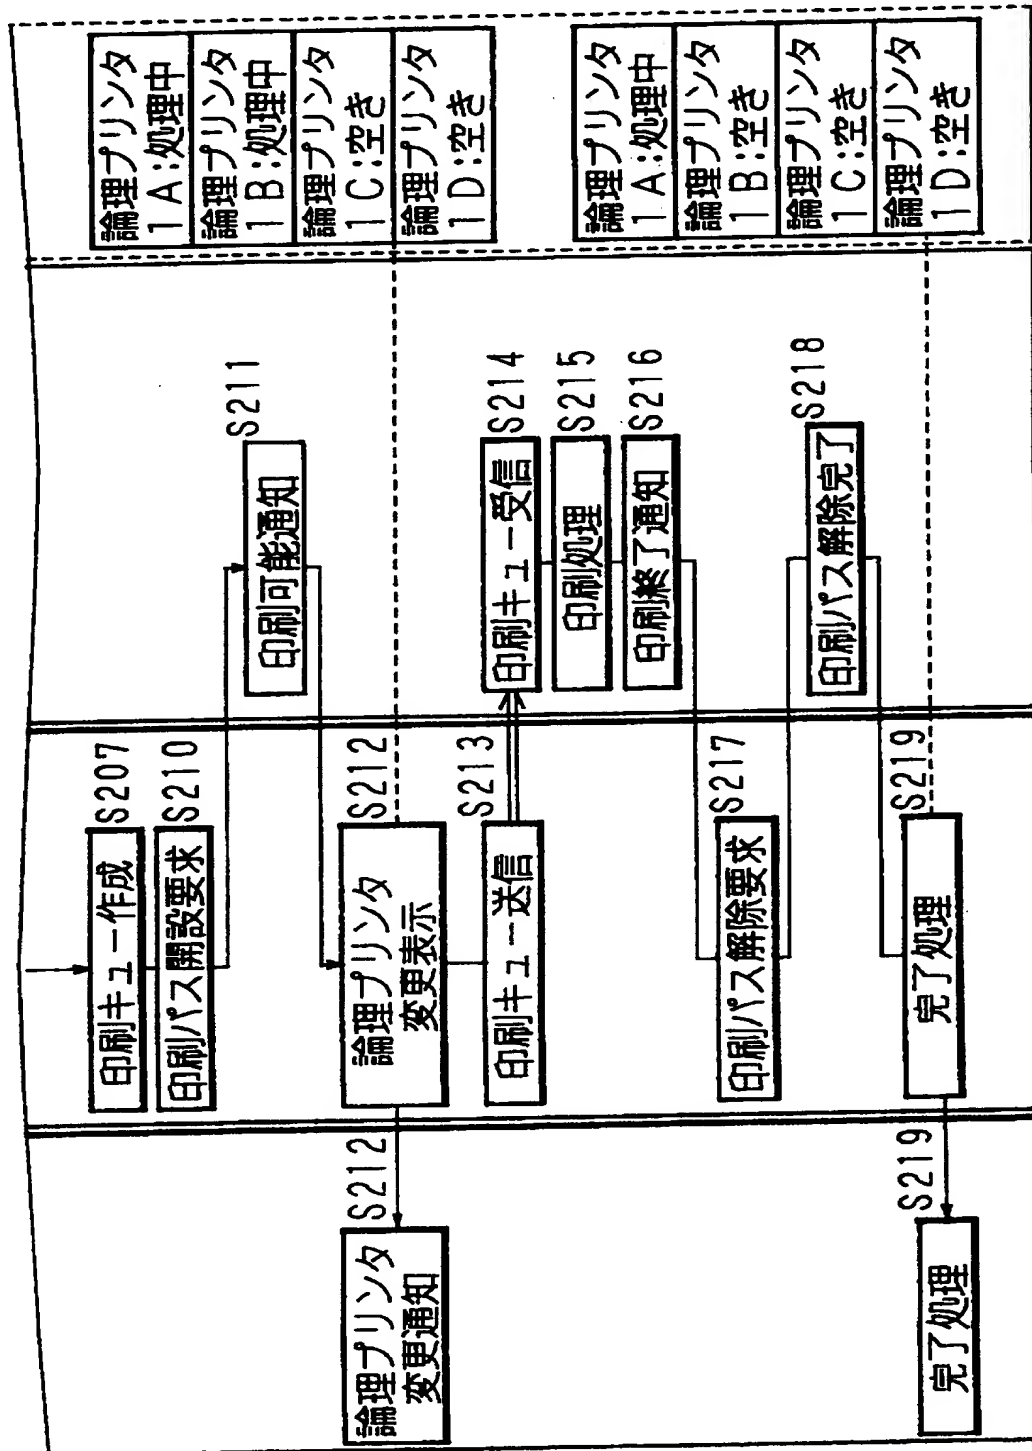 論理プリンタ
変更通知
S212
完了処理
S219
印刷キュー作成
S207
印刷パス開設要求
S210
論理プリンタ
変更表示
S212
印刷キュー送信
S213
印刷パス解除要求
S217
完了処理
S219
印刷可能通知
S211
印刷キュー受信
S214
印刷処理
S215
印刷終了通知
S216
印刷パス解除完了
S218
論理プリンタ
1A:処理中
論理プリンタ
1B:処理中
論理プリンタ
1C:空き
論理プリンタ
1D:空き
論理プリンタ
1A:処理中
論理プリンタ
1B:空き
論理プリンタ
1C:空き
論理プリンタ
1D:空き